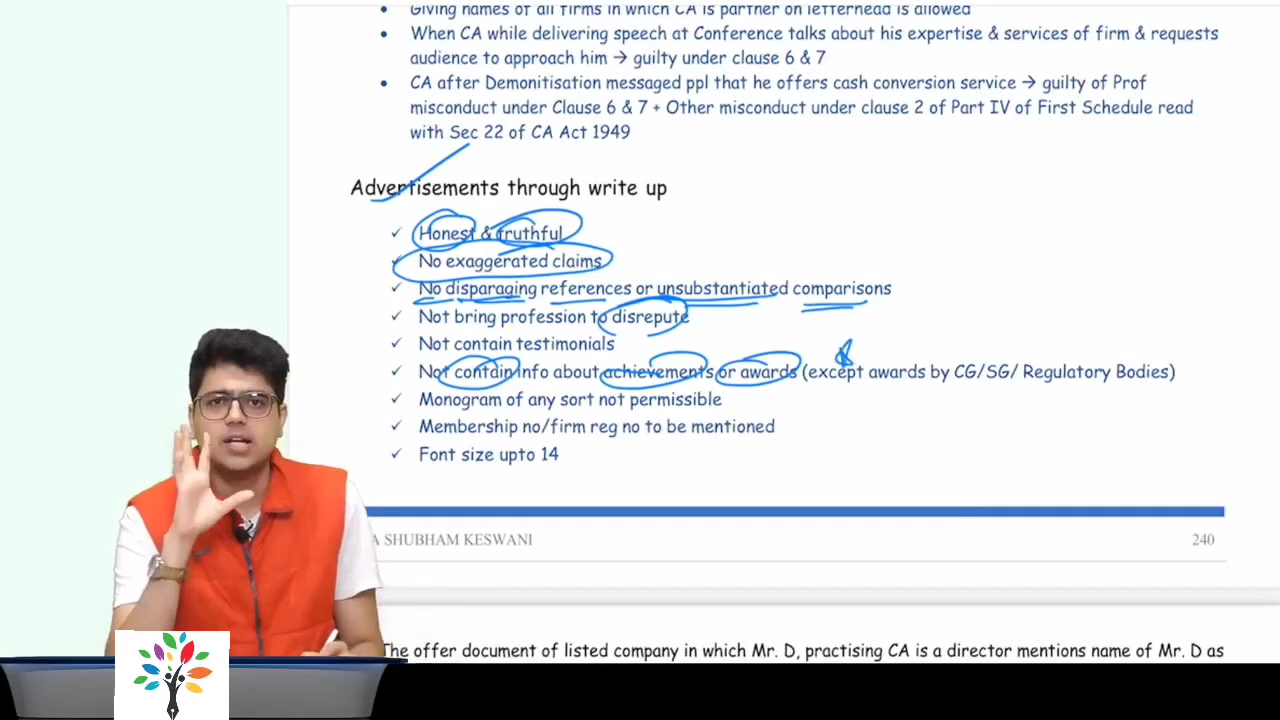 Giving names of all firms in which CA is partner on letterhead is allowed
When CA while delivering speech at Conference talks about his expertise & services of firm & requests
audience to approach him → guilty under clause 6 & 7
CA after Demonitisation messaged ppl that he offers cash conversion service → guilty of Prof
misconduct under Clause 6 & 7 + Other misconduct under clause 2 of Part IV of First Schedule read
with Sec 22 of CA Act 1949
Advertisements through write up
✓ Honest & truthful
✓ No exaggerated claims
✓ No disparaging references or unsubstantiated comparisons
✓ Not bring profession to disrepute
✓ Not contain testimonials
✓ Not contain info about achievements or awards (except awards by CG/SG/ Regulatory Bodies)
✓ Monogram of any sort not permissible
✓ Membership no/firm reg no to be mentioned
✓ Font size upto 14
A SHUBHAM KESWANI 240
The offer document of listed company in which Mr. D, practising CA is a director mentions name of Mr. D as